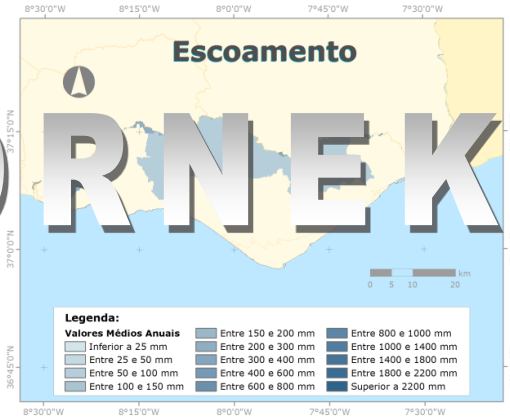 8°30'0"W 8°15'0"W 8°0'0"W 7°45'0"W 7°30'0"W
Escoamento
37°15'0"N
ÖRNEK
37°0'0"N
km
0 5 10 20
Legenda:
Valores Médios Anuais
Inferior a 25 mm
Entre 25 e 50 mm
Entre 50 e 100 mm
Entre 100 e 150 mm
Entre 150 e 200 mm
Entre 200 e 300 mm
Entre 300 e 400 mm
Entre 400 e 600 mm
Entre 600 e 800 mm
Entre 800 e 1000 mm
Entre 1000 e 1400 mm
Entre 1400 e 1800 mm
Entre 1800 e 2200 mm
Superior a 2200 mm
36°45'0"N
8°30'0"W 8°15'0"W 8°0'0"W 7°45'0"W 7°30'0"W